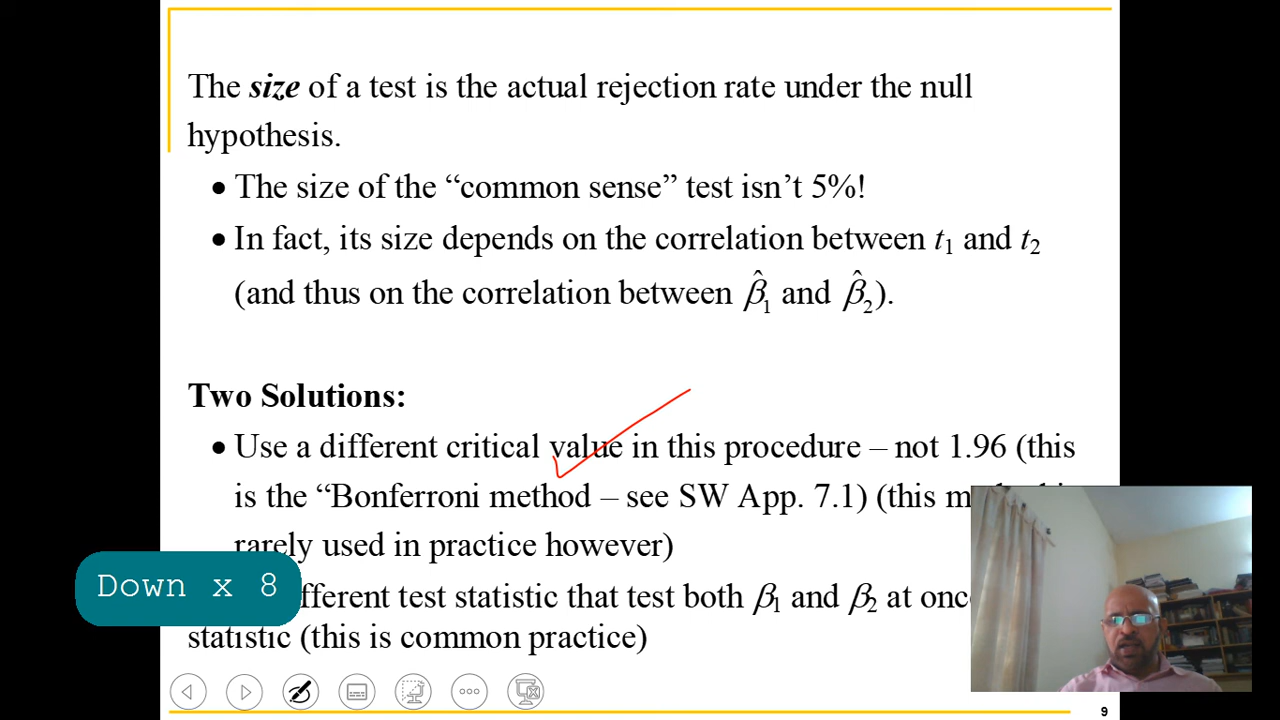 The size of a test is the actual rejection rate under the null
hypothesis.
• The size of the “common sense” test isn’t 5%!
• In fact, its size depends on the correlation between t₁ and t₂
(and thus on the correlation between β̂₁ and β̂₂).
Two Solutions:
• Use a different critical value in this procedure – not 1.96 (this
is the “Bonferroni method – see SW App. 7.1) (this
rarely used in practice however)
Down x 8
test statistic that test both β₁ and β₂ at
statistic (this is common practice)
9